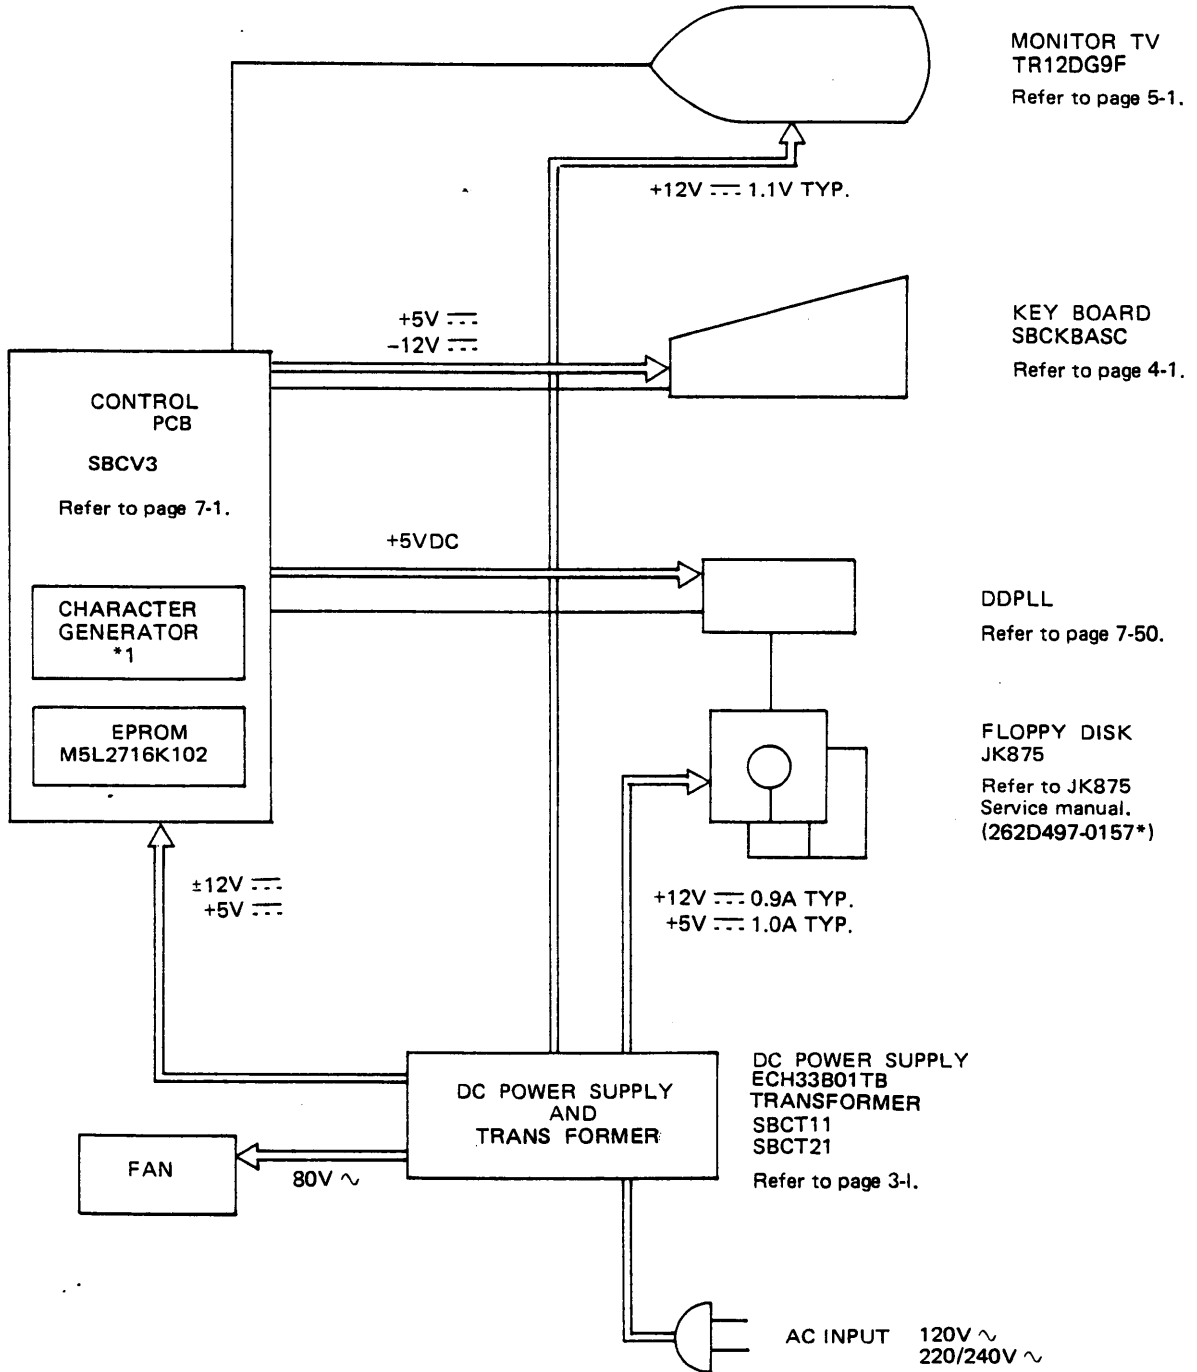 MONITOR TV
TR12DG9F
Refer to page 5-1.
+12V ⎓ 1.1V TYP.
+5V ⎓
-12V ⎓
KEY BOARD
SBCKBASC
Refer to page 4-1.
CONTROL
PCB
SBCV3
Refer to page 7-1.
CHARACTER
GENERATOR
*1
EPROM
M5L2716K102
+5VDC
DDPLL
Refer to page 7-50.
FLOPPY DISK
JK875
Refer to JK875
Service manual.
(262D497-0157*)
±12V ⎓
+5V ⎓
+12V ⎓ 0.9A TYP.
+5V ⎓ 1.0A TYP.
DC POWER SUPPLY
AND
TRANS FORMER
DC POWER SUPPLY
ECH33B01TB
TRANSFORMER
SBCT11
SBCT21
Refer to page 3-I.
FAN
80V ∿
AC INPUT 120V ∿
220/240V ∿